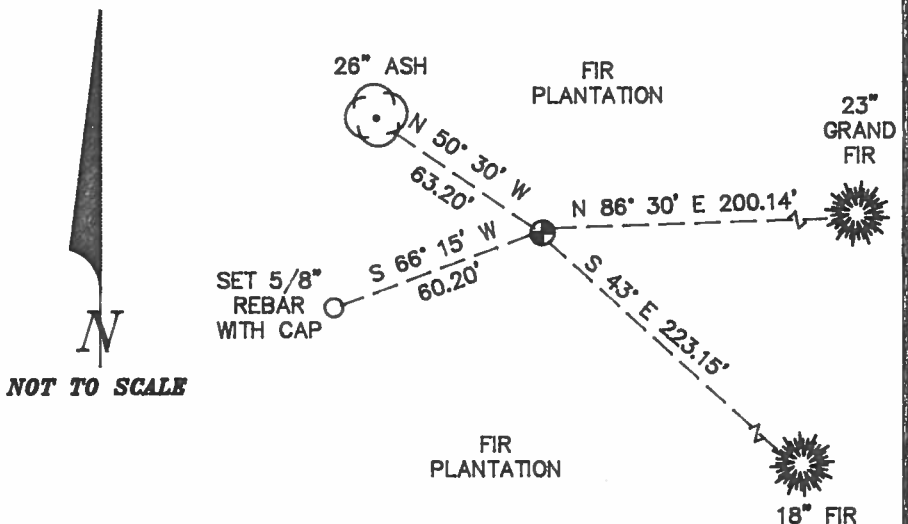 26" ASH
FIR
PLANTATION
23"
GRAND
FIR
N 50° 30' W
63.20'
N 86° 30' E 200.14'
S 66° 15' W
60.20'
SET 5/8"
REBAR
WITH CAP
S 43° E 223.15'
N
NOT TO SCALE
FIR
PLANTATION
18" FIR